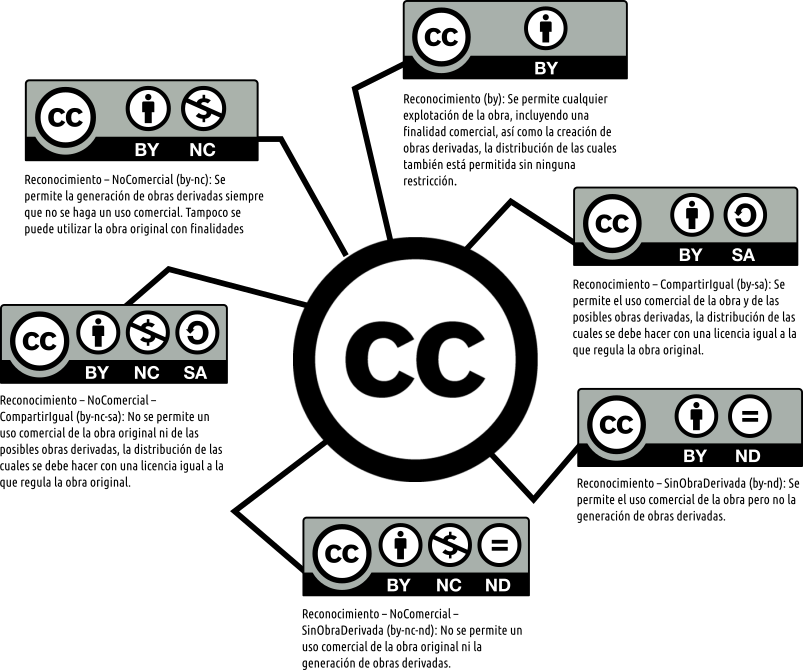 CC
BY
Reconocimiento (by): Se permite cualquier
explotación de la obra, incluyendo una
finalidad comercial, así como la creación de
obras derivadas, la distribución de las cuales
también está permitida sin ninguna
restricción.
CC
BY NC
Reconocimiento – NoComercial (by-nc): Se
permite la generación de obras derivadas siempre
que no se haga un uso comercial. Tampoco se
puede utilizar la obra original con finalidades
CC
BY SA
Reconocimiento – CompartirIgual (by-sa): Se
permite el uso comercial de la obra y de las
posibles obras derivadas, la distribución de las
cuales se debe hacer con una licencia igual a la
que regula la obra original.
CC
CC
BY NC SA
Reconocimiento – NoComercial –
CompartirIgual (by-nc-sa): No se permite un
uso comercial de la obra original ni de las
posibles obras derivadas, la distribución de las
cuales se debe hacer con una licencia igual a la
que regula la obra original.
CC
BY ND
Reconocimiento – SinObraDerivada (by-nd): Se
permite el uso comercial de la obra pero no la
generación de obras derivadas.
CC
BY NC ND
Reconocimiento – NoComercial –
SinObraDerivada (by-nc-nd): No se permite un
uso comercial de la obra original ni la
generación de obras derivadas.